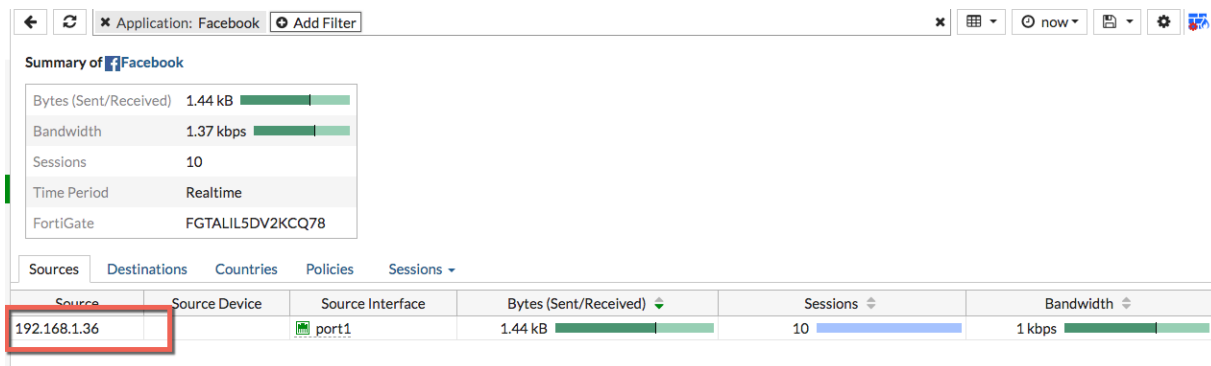 Application: Facebook Add Filter now
Summary of Facebook
Bytes (Sent/Received) 1.44 kB
Bandwidth 1.37 kbps
Sessions 10
Time Period Realtime
FortiGate FGTALIL5DV2KCQ78
Sources Destinations Countries Policies Sessions
Source Source Device Source Interface Bytes (Sent/Received) Sessions Bandwidth
192.168.1.36 port1 1.44 kB 10 1 kbps